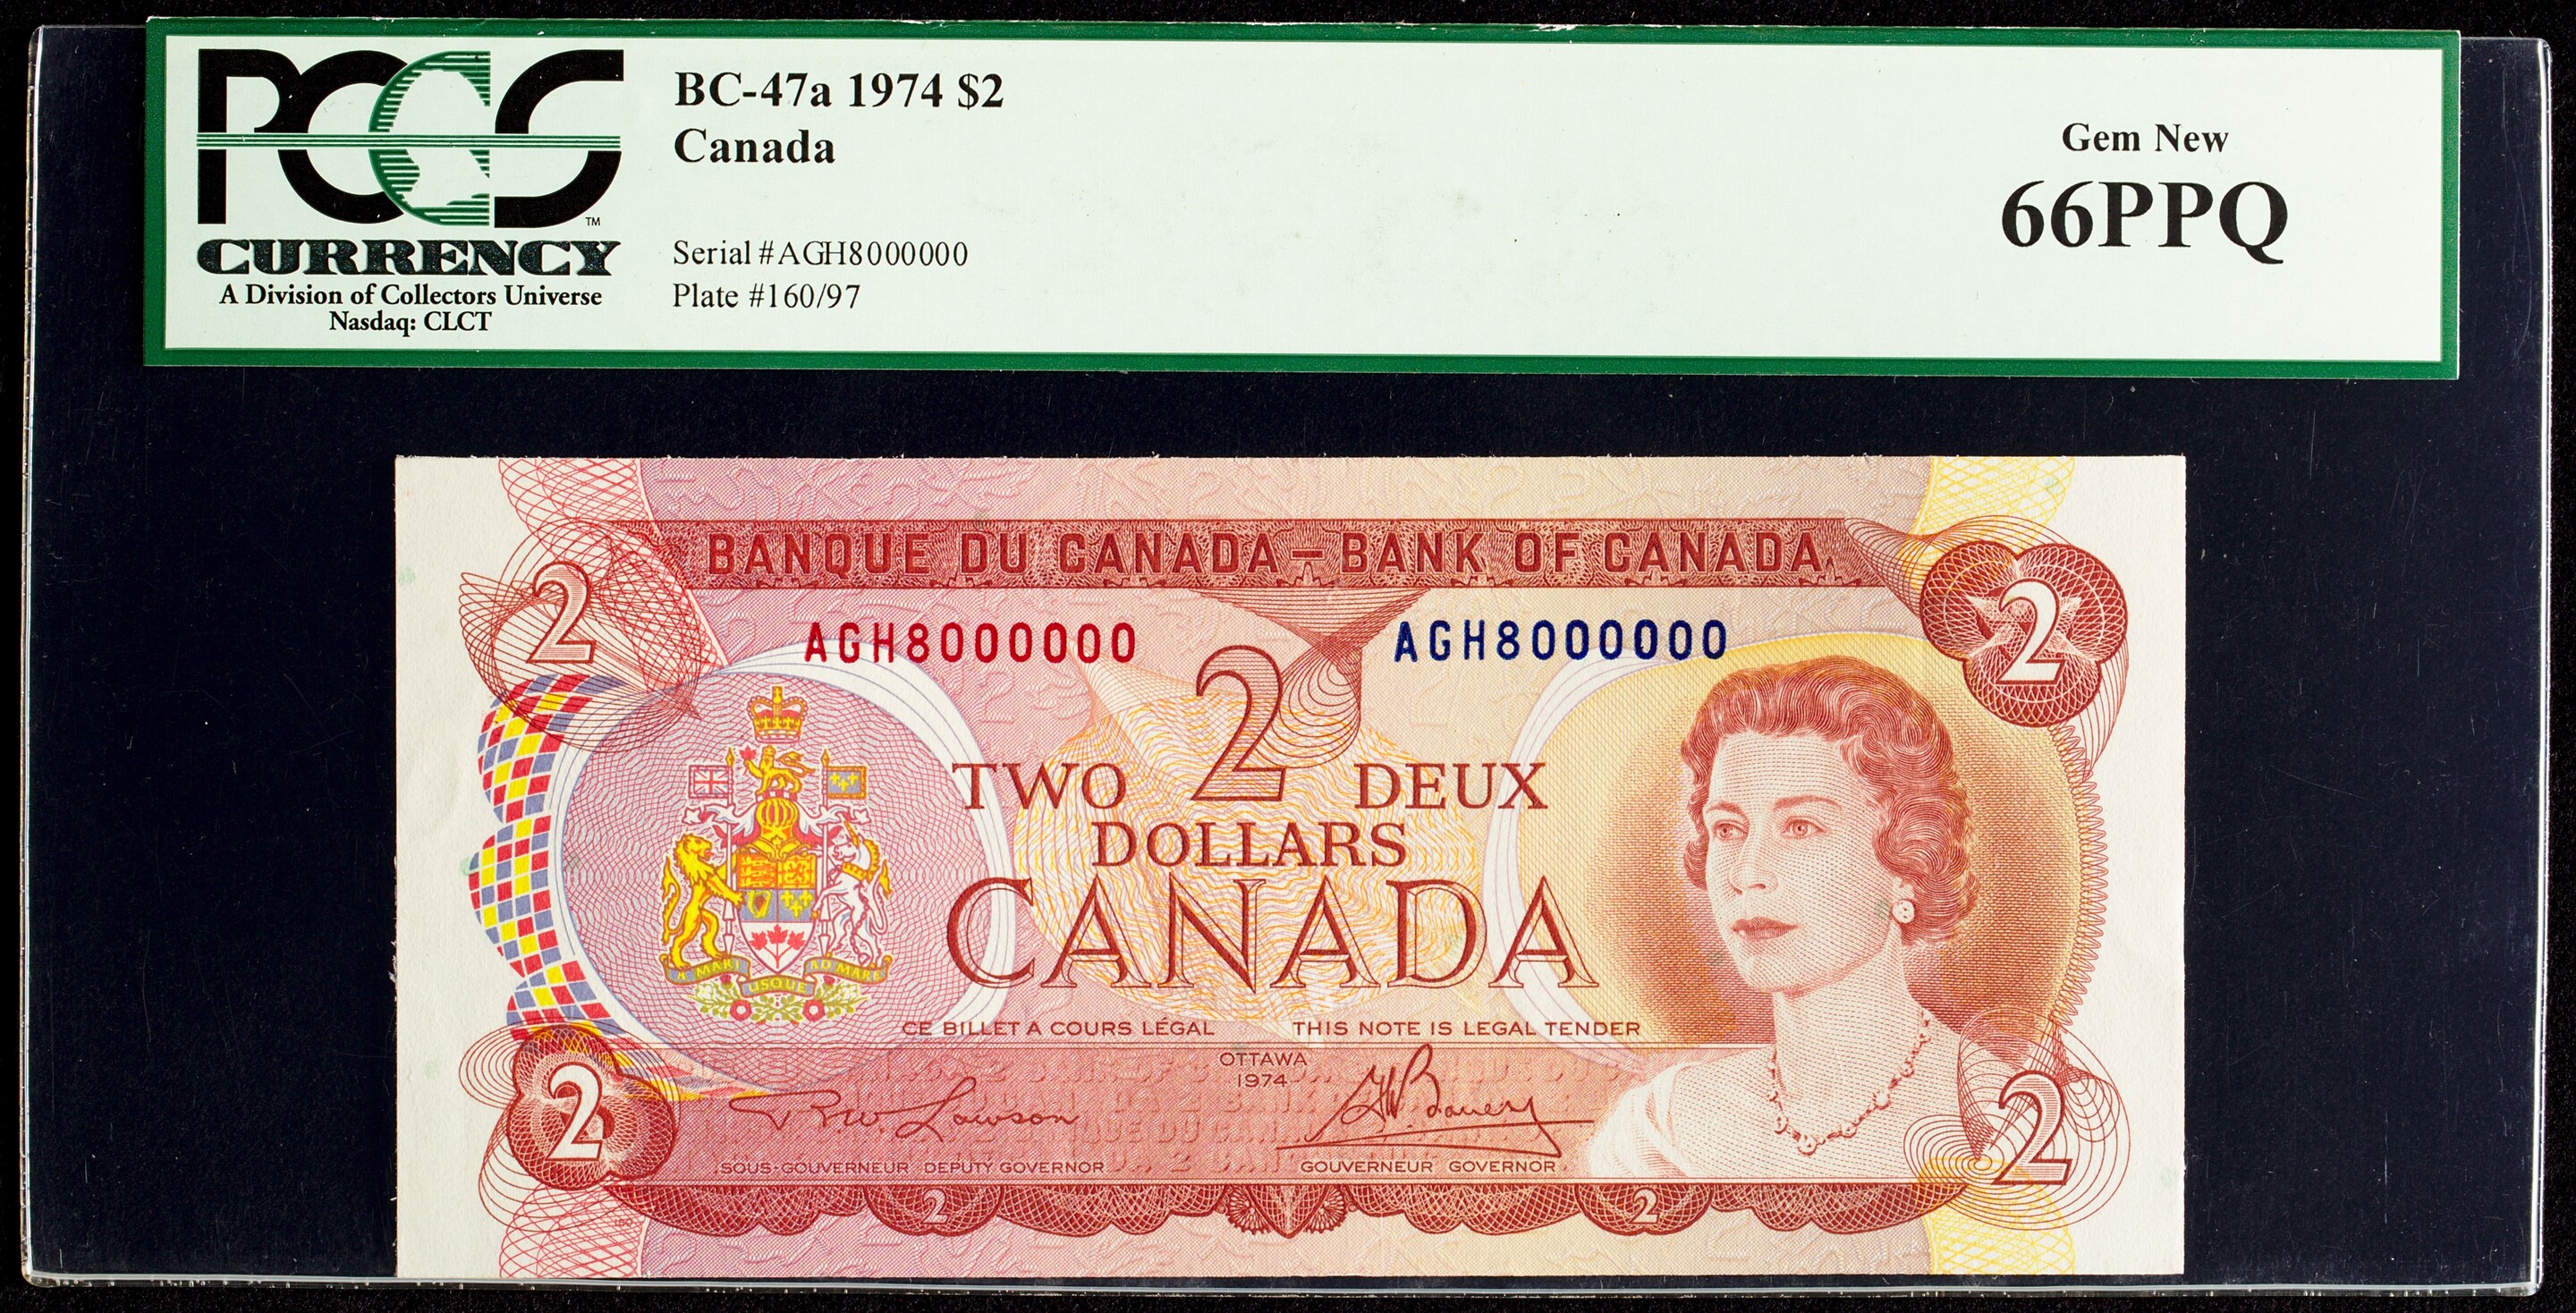 PCGS
TM
CURRENCY
A Division of Collectors Universe
Nasdaq: CLCT
BC-47a 1974 $2
Canada
Serial #AGH8000000
Plate #160/97
Gem New
66PPQ
BANQUE DU CANADA – BANK OF CANADA
2
2
AGH8000000
AGH8000000
2
TWO DEUX
DOLLARS
CANADA
A MARI USQUE AD MARE
CE BILLET A COURS LÉGAL THIS NOTE IS LEGAL TENDER
OTTAWA
1974
R.W. Lawson
G.K. Bouey
SOUS-GOUVERNEUR DEPUTY GOVERNOR
GOUVERNEUR GOVERNOR
2
2
2
2